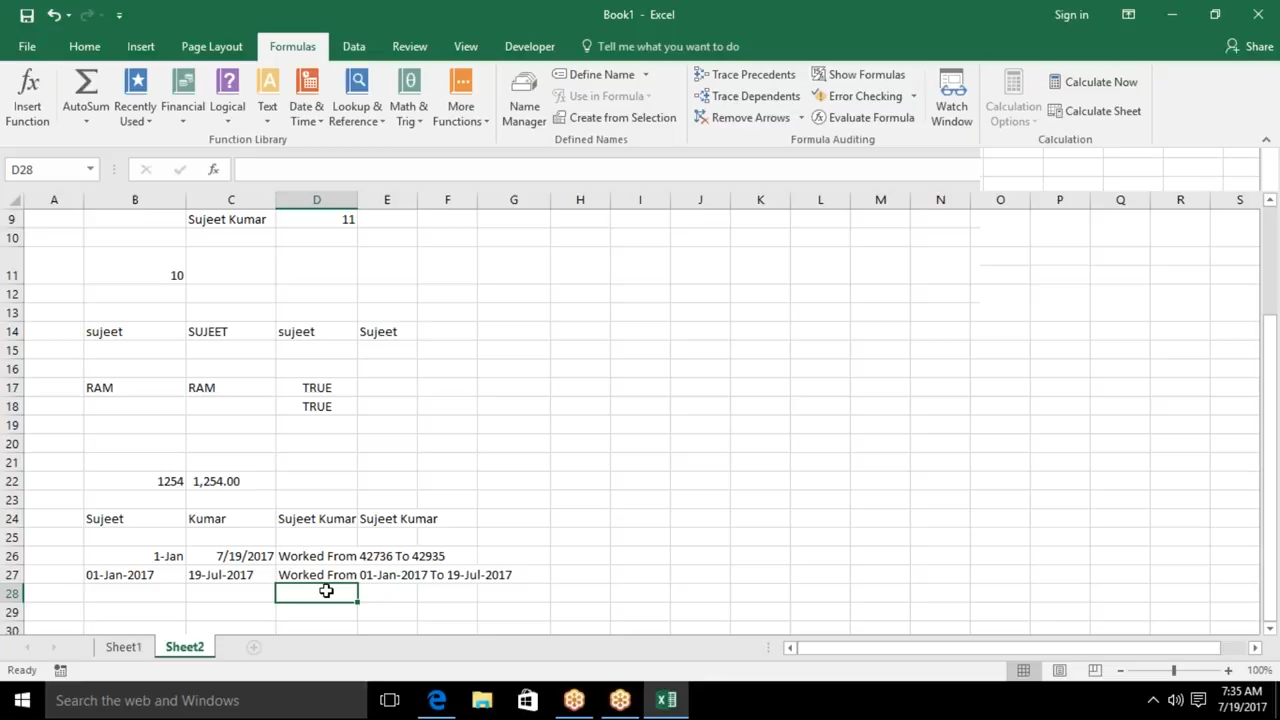 Book1 - Excel
Sign in
File Home Insert Page Layout Formulas Data Review View Developer Tell me what you want to do Share
Insert Function
AutoSum
Recently Used
Financial
Logical
Text
Date & Time
Lookup & Reference
Math & Trig
More Functions
Function Library
Name Manager
Define Name
Use in Formula
Create from Selection
Defined Names
Trace Precedents
Trace Dependents
Remove Arrows
Show Formulas
Error Checking
Evaluate Formula
Formula Auditing
Watch Window
Calculation Options
Calculate Now
Calculate Sheet
Calculation
D28 fx
A B C D E F G H I J K L M N O P Q R S
9 Sujeet Kumar 11
10
11 10
12
13
14 sujeet SUJEET sujeet Sujeet
15
16
17 RAM RAM TRUE
18 TRUE
19
20
21
22 1254 1,254.00
23
24 Sujeet Kumar Sujeet Kumar Sujeet Kumar
25
26 1-Jan 7/19/2017 Worked From 42736 To 42935
27 01-Jan-2017 19-Jul-2017 Worked From 01-Jan-2017 To 19-Jul-2017
28
29
30
Sheet1 Sheet2
Ready 100%
Search the web and Windows
7:35 AM
7/19/2017